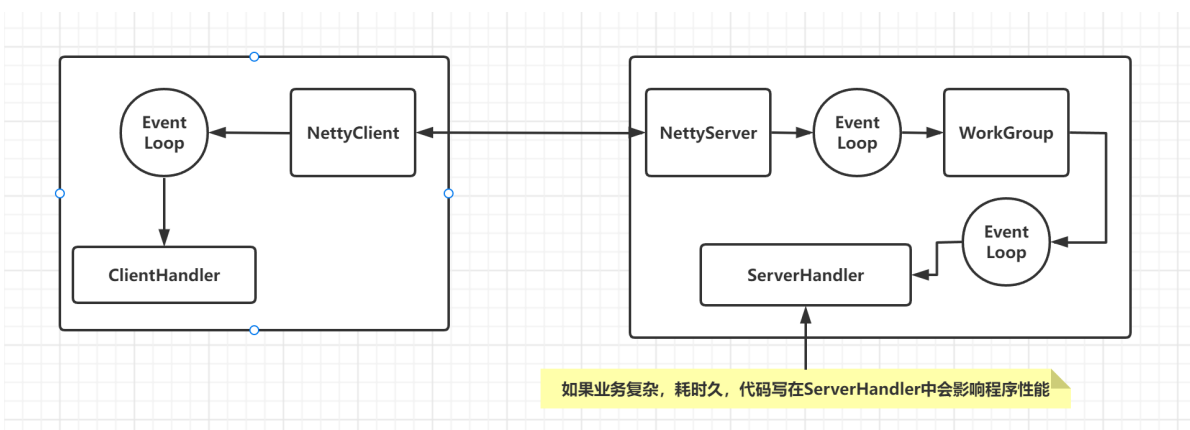 Event
Loop
NettyClient
ClientHandler
NettyServer
Event
Loop
WorkGroup
Event
Loop
ServerHandler
如果业务复杂，耗时久，代码写在ServerHandler中会影响程序性能